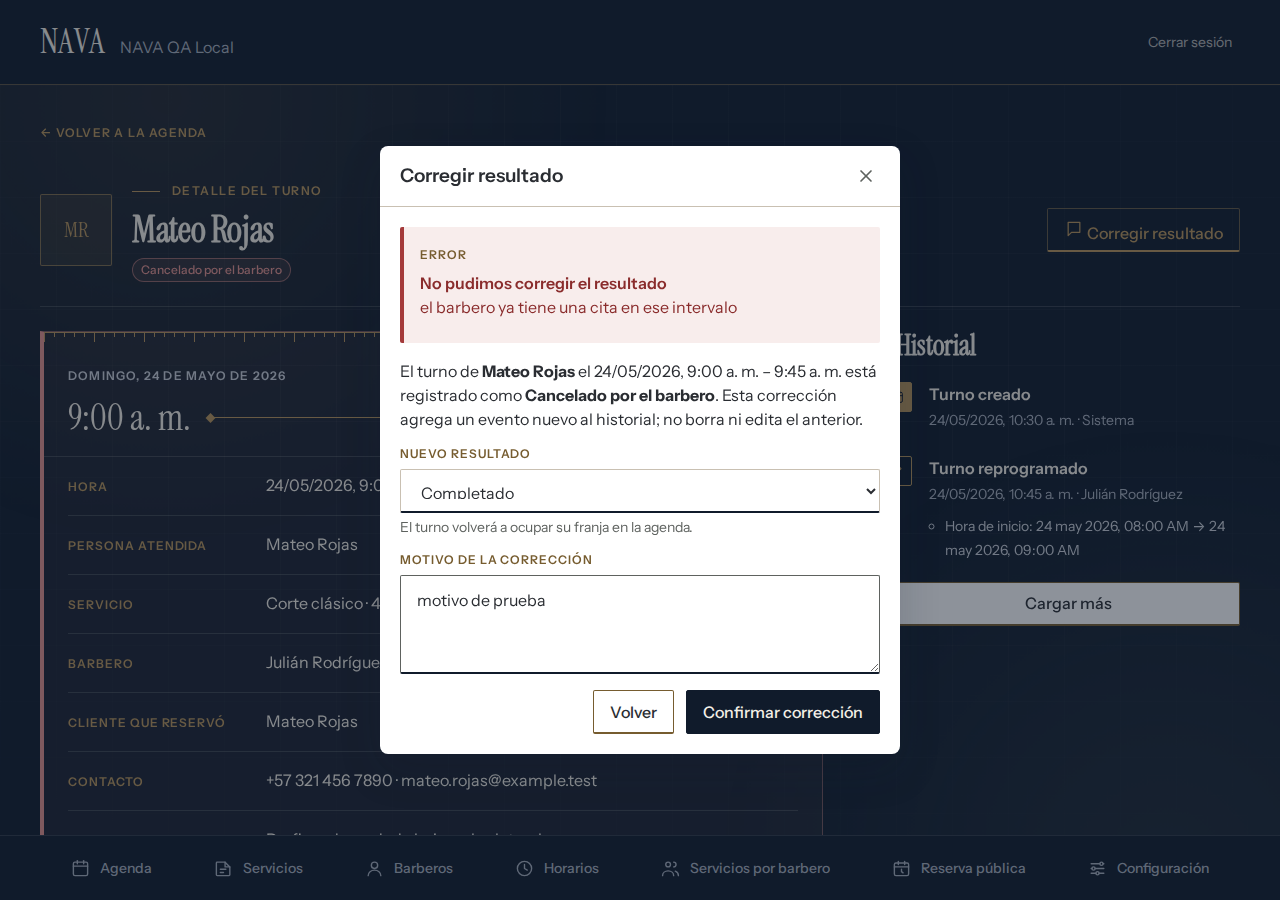 NAVA NAVA QA Local
Cerrar sesión
← VOLVER A LA AGENDA
DETALLE DEL TURNO
MR
Mateo Rojas
Cancelado por el barbero
Corregir resultado
DOMINGO, 24 DE MAYO DE 2026
9:00 a. m.
HORA
24/05/2026, 9:0
PERSONA ATENDIDA
Mateo Rojas
SERVICIO
Corte clásico · 4
BARBERO
Julián Rodrígue
CLIENTE QUE RESERVÓ
Mateo Rojas
CONTACTO
+57 321 456 7890 · mateo.rojas@example.test
Corregir resultado
ERROR
No pudimos corregir el resultado
el barbero ya tiene una cita en ese intervalo
El turno de Mateo Rojas el 24/05/2026, 9:00 a. m. – 9:45 a. m. está
registrado como Cancelado por el barbero. Esta corrección
agrega un evento nuevo al historial; no borra ni edita el anterior.
NUEVO RESULTADO
Completado
El turno volverá a ocupar su franja en la agenda.
MOTIVO DE LA CORRECCIÓN
motivo de prueba
Volver
Confirmar corrección
Historial
Turno creado
24/05/2026, 10:30 a. m. · Sistema
Turno reprogramado
24/05/2026, 10:45 a. m. · Julián Rodríguez
Hora de inicio: 24 may 2026, 08:00 AM → 24
may 2026, 09:00 AM
Cargar más
Agenda
Servicios
Barberos
Horarios
Servicios por barbero
Reserva pública
Configuración